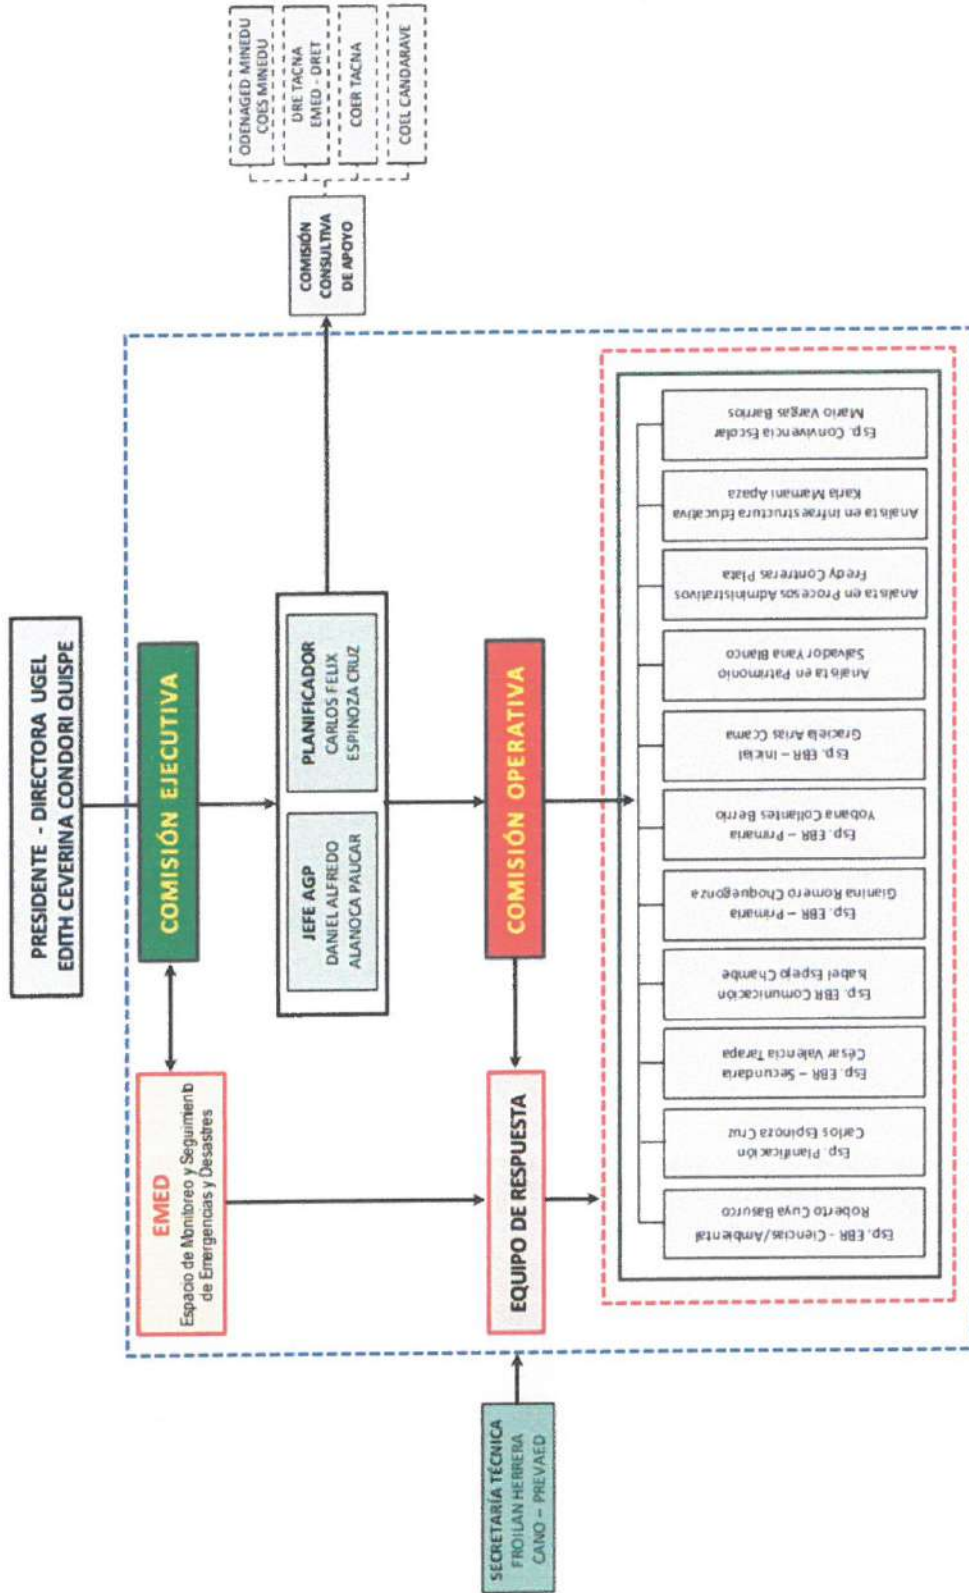 PRESIDENTE - DIRECTORA UGEL
EDITH CEVERINA CONDORI QUISPE
EMED
Espacio de Monitoreo y Seguimiento
de Emergencias y Desastres
COMISIÓN EJECUTIVA
JEFE AGP
DANIEL ALFREDO
ALANOCA PAUCAR
PLANIFICADOR
CARLOS FELIX
ESPINOZA CRUZ
COMISIÓN
CONSULTIVA
DE APOYO
ODENAGED MINEDU
COES MINEDU
DRE TACNA
EMED - DRET
COER TACNA
COEL CANDARAVE
SECRETARÍA TÉCNICA
FROILAN HERRERA
CANO – PREVAED
EQUIPO DE RESPUESTA
COMISIÓN OPERATIVA
Esp. EBR - Ciencias/Ambiental
Roberto Cuya Basurco
Esp. Planificación
Carlos Espinoza Cruz
Esp. EBR – Secundaria
César Valencia Tarapa
Esp. EBR Comunicación
Isabel Espejo Chambe
Esp. EBR – Primaria
Gianina Romero Choquegonza
Esp. EBR – Primaria
Yobana Collantes Berrio
Esp. EBR – Inicial
Graciela Arias Ccama
Analista en Patrimonio
Salvador Yana Blanco
Analista en Procesos Administrativos
Fredy Contreras Plata
Analista en Infraestructura Educativa
Karla Mamani Apaza
Esp. Convivencia Escolar
Mario Vargas Barrios